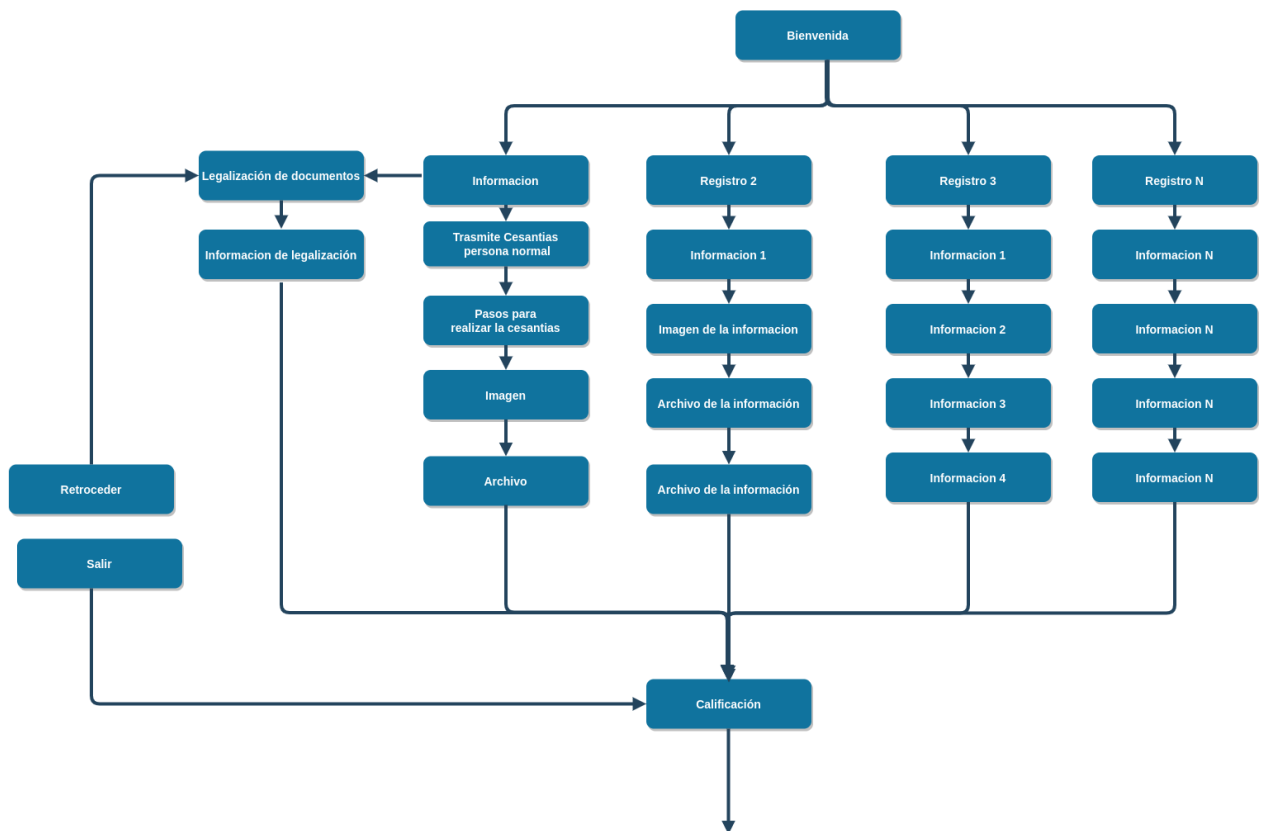 Bienvenida
Legalización de documentos
Informacion
Registro 2
Registro 3
Registro N
Trasmite Cesantias
persona normal
Informacion de legalización
Informacion 1
Informacion 1
Informacion N
Pasos para
realizar la cesantias
Imagen de la informacion
Informacion 2
Informacion N
Imagen
Archivo de la información
Informacion 3
Informacion N
Archivo
Retroceder
Archivo de la información
Informacion 4
Informacion N
Salir
Calificación